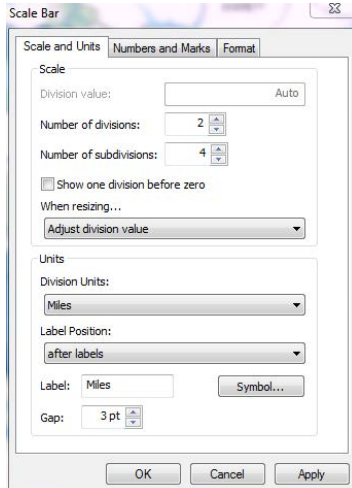 Scale Bar
Scale and Units Numbers and Marks Format
Scale
Division value: Auto
Number of divisions: 2
Number of subdivisions: 4
Show one division before zero
When resizing...
Adjust division value
Units
Division Units:
Miles
Label Position:
after labels
Label: Miles Symbol...
Gap: 3 pt
OK Cancel Apply